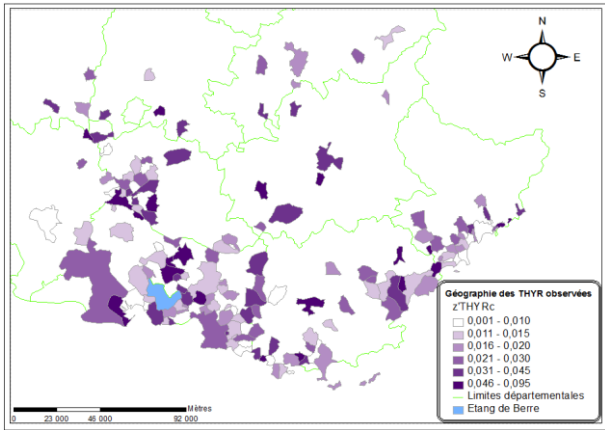 N
W E
S
Géographie des THYR observées
z'THYRc
0,001 - 0,010
0,011 - 0,015
0,016 - 0,020
0,021 - 0,030
0,031 - 0,045
0,046 - 0,095
Limites départementales
Etang de Berre
Mètres
0 23 000 46 000 92 000